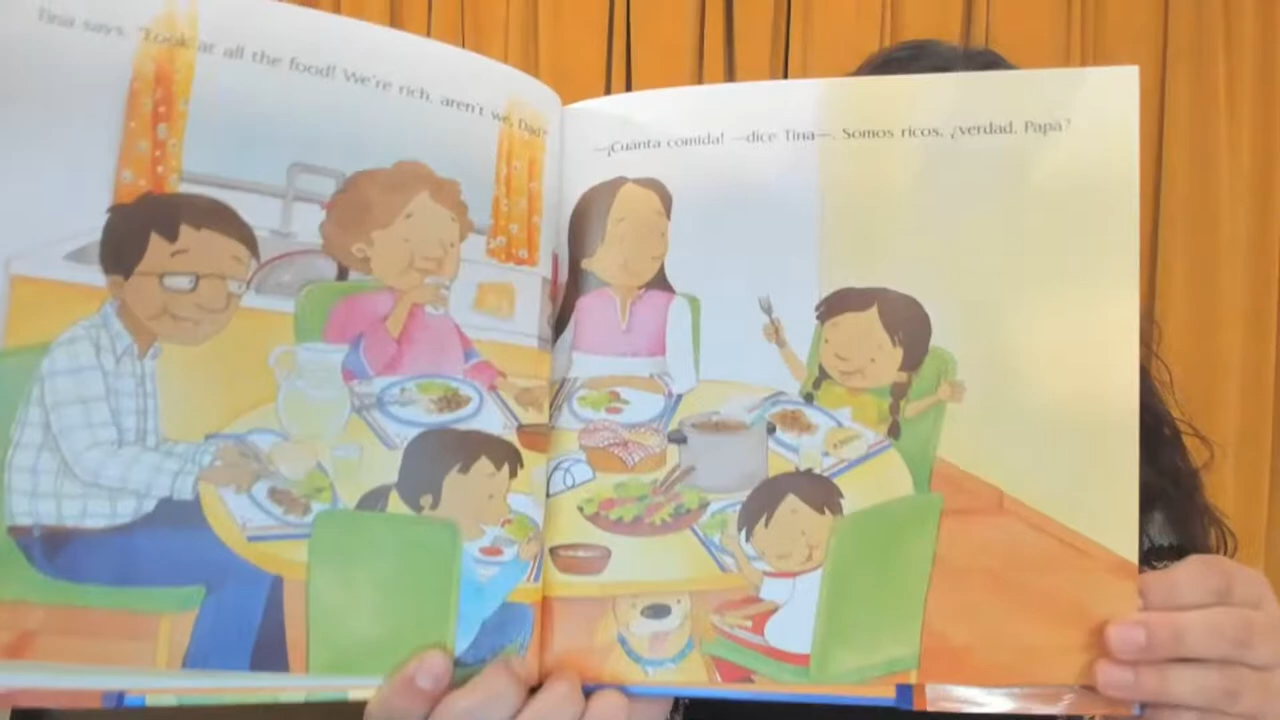 Tina says, "Look at all the food! We're rich, aren't we, Dad?"
—¡Cuánta comida! —dice Tina—. Somos ricos, ¿verdad, Papá?